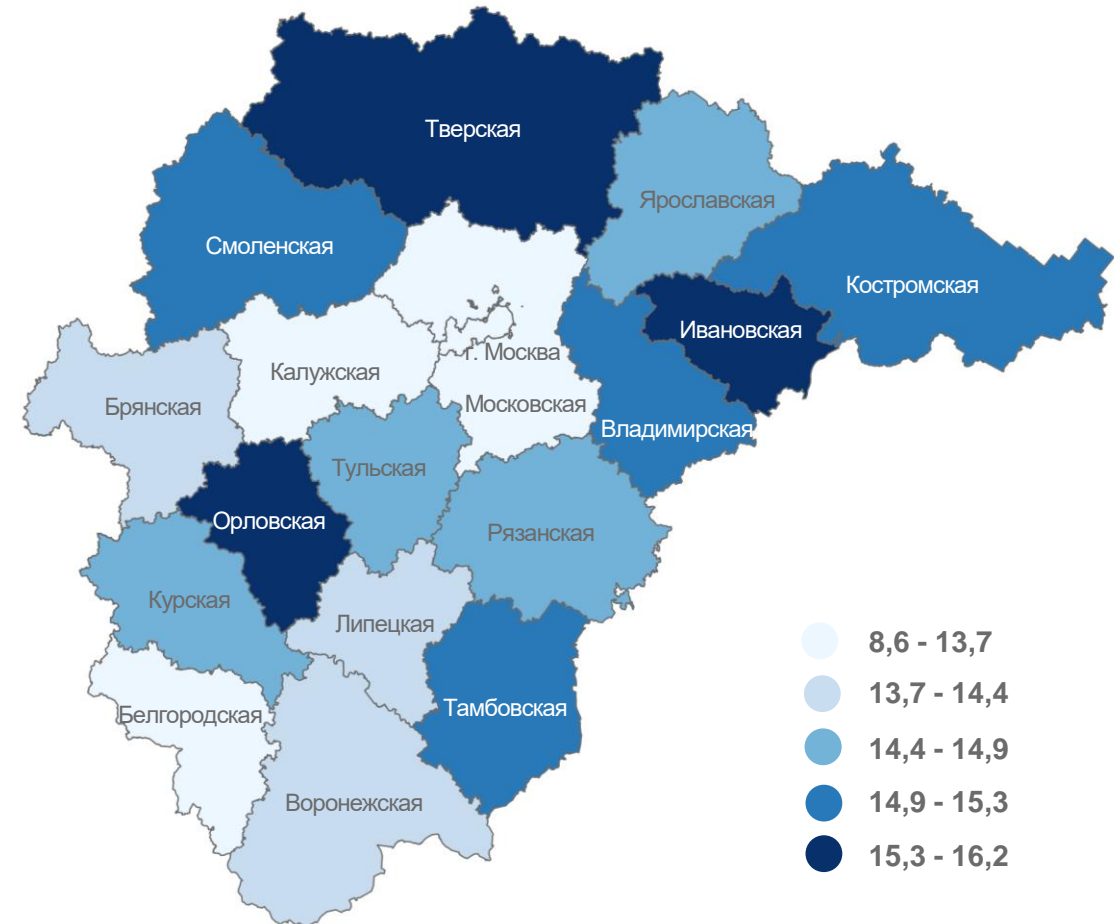 Тверская
Ярославская
Смоленская
Костромская
Ивановская
г. Москва
Калужская
Московская
Брянская
Владимирская
Тульская
Орловская
Рязанская
Курская
Липецкая
Тамбовская
Белгородская
Воронежская
8,6 - 13,7
13,7 - 14,4
14,4 - 14,9
14,9 - 15,3
15,3 - 16,2